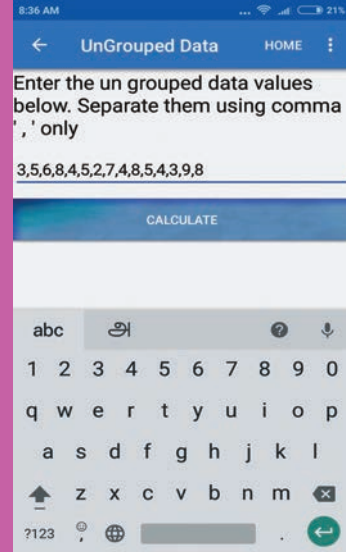 8:36 AM ... 21%
← UnGrouped Data HOME
Enter the un grouped data values
below. Separate them using comma
' , ' only
3,5,6,8,4,5,2,7,4,8,5,4,3,9,8
CALCULATE
abc அ ?
1 2 3 4 5 6 7 8 9 0
q w e r t y u i o p
a s d f g h j k l
z x c v b n m
?123 , .